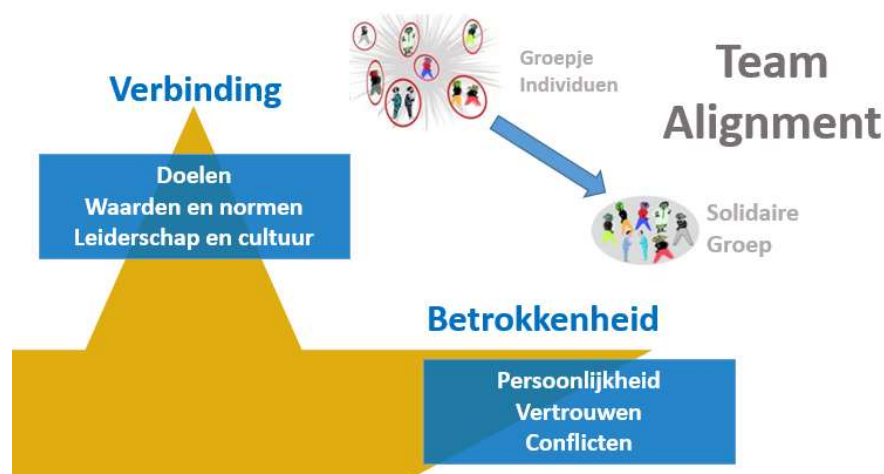 Verbinding
Doelen
Waarden en normen
Leiderschap en cultuur
Groepje
Individuen
Team
Alignment
Solidaire
Groep
Betrokkenheid
Persoonlijkheid
Vertrouwen
Conflicten